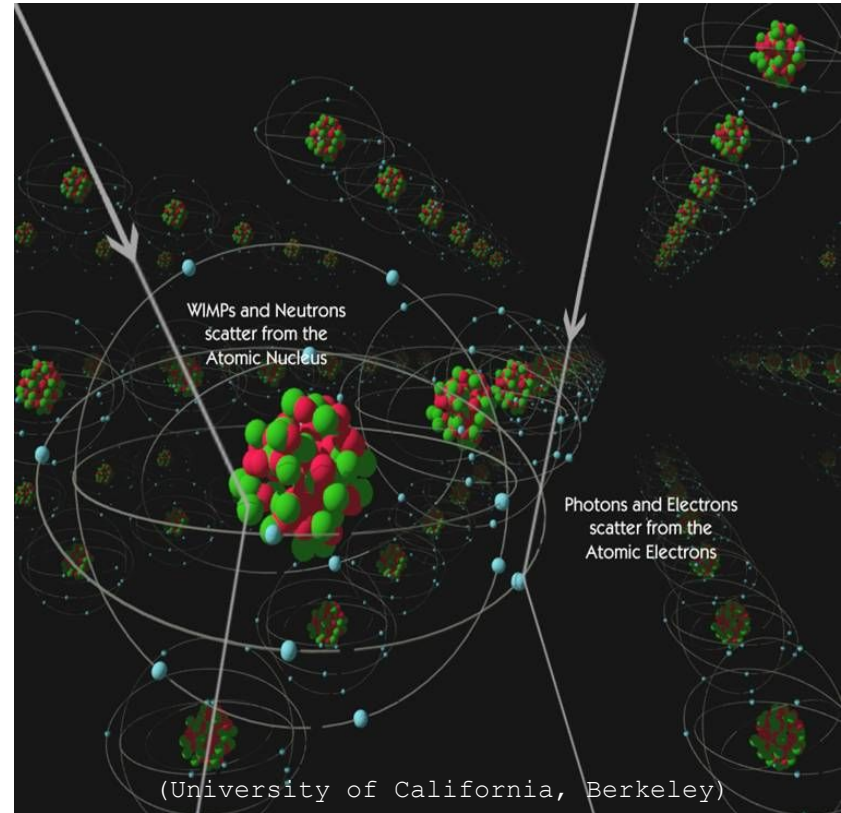 WIMPs and Neutrons
scatter from the
Atomic Nucleus
Photons and Electrons
scatter from the
Atomic Electrons
(University of California, Berkeley)